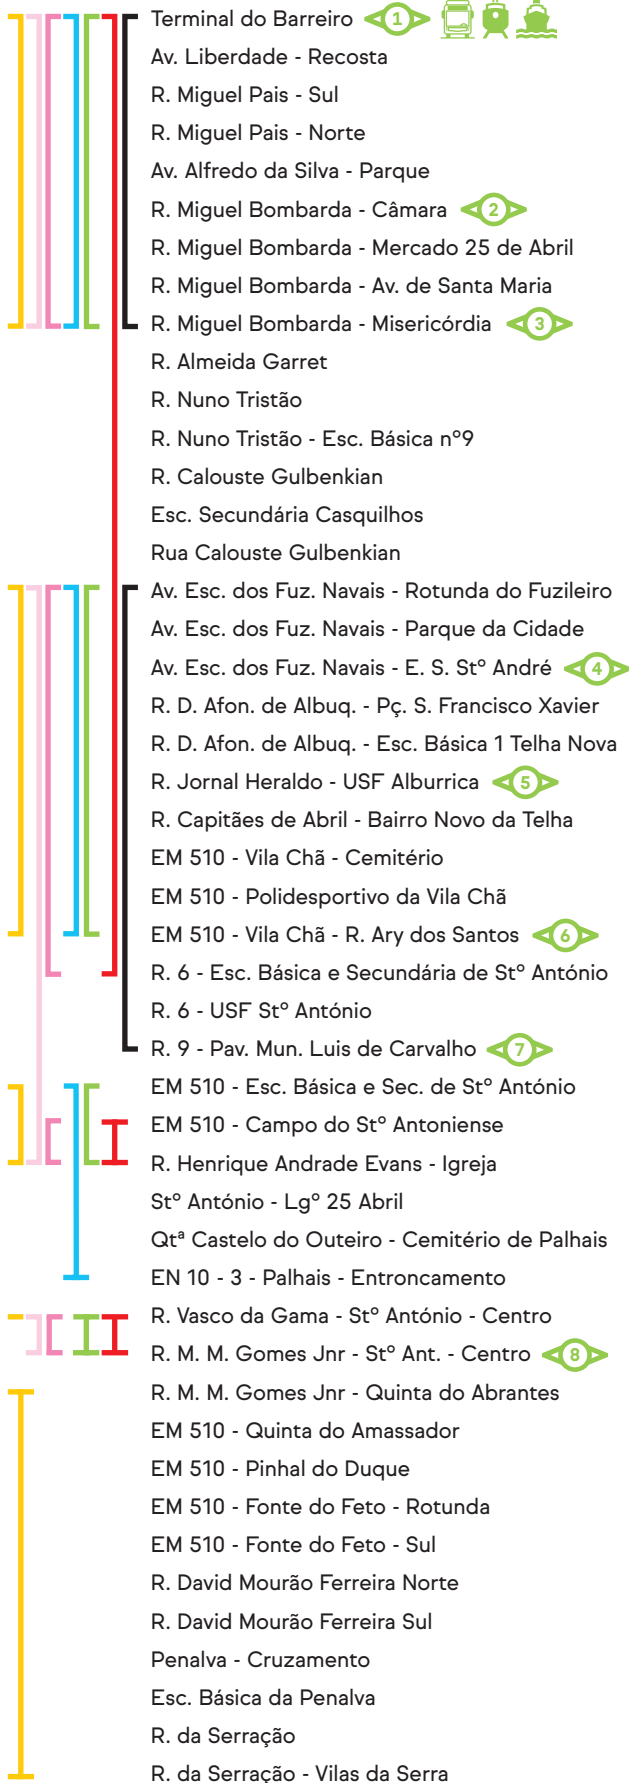 Terminal do Barreiro 1
Av. Liberdade - Recosta
R. Miguel Pais - Sul
R. Miguel Pais - Norte
Av. Alfredo da Silva - Parque
R. Miguel Bombarda - Câmara 2
R. Miguel Bombarda - Mercado 25 de Abril
R. Miguel Bombarda - Av. de Santa Maria
R. Miguel Bombarda - Misericórdia 3
R. Almeida Garret
R. Nuno Tristão
R. Nuno Tristão - Esc. Básica nº9
R. Calouste Gulbenkian
Esc. Secundária Casquilhos
Rua Calouste Gulbenkian
Av. Esc. dos Fuz. Navais - Rotunda do Fuzileiro
Av. Esc. dos Fuz. Navais - Parque da Cidade
Av. Esc. dos Fuz. Navais - E. S. Stº André 4
R. D. Afon. de Albuq. - Pç. S. Francisco Xavier
R. D. Afon. de Albuq. - Esc. Básica 1 Telha Nova
R. Jornal Heraldo - USF Alburrica 5
R. Capitães de Abril - Bairro Novo da Telha
EM 510 - Vila Chã - Cemitério
EM 510 - Polidesportivo da Vila Chã
EM 510 - Vila Chã - R. Ary dos Santos 6
R. 6 - Esc. Básica e Secundária de Stº António
R. 6 - USF Stº António
R. 9 - Pav. Mun. Luis de Carvalho 7
EM 510 - Esc. Básica e Sec. de Stº António
EM 510 - Campo do Stº Antoniense
R. Henrique Andrade Evans - Igreja
Stº António - Lgº 25 Abril
Qtª Castelo do Outeiro - Cemitério de Palhais
EN 10 - 3 - Palhais - Entroncamento
R. Vasco da Gama - Stº António - Centro
R. M. M. Gomes Jnr - Stº Ant. - Centro 8
R. M. M. Gomes Jnr - Quinta do Abrantes
EM 510 - Quinta do Amassador
EM 510 - Pinhal do Duque
EM 510 - Fonte do Feto - Rotunda
EM 510 - Fonte do Feto - Sul
R. David Mourão Ferreira Norte
R. David Mourão Ferreira Sul
Penalva - Cruzamento
Esc. Básica da Penalva
R. da Serração
R. da Serração - Vilas da Serra